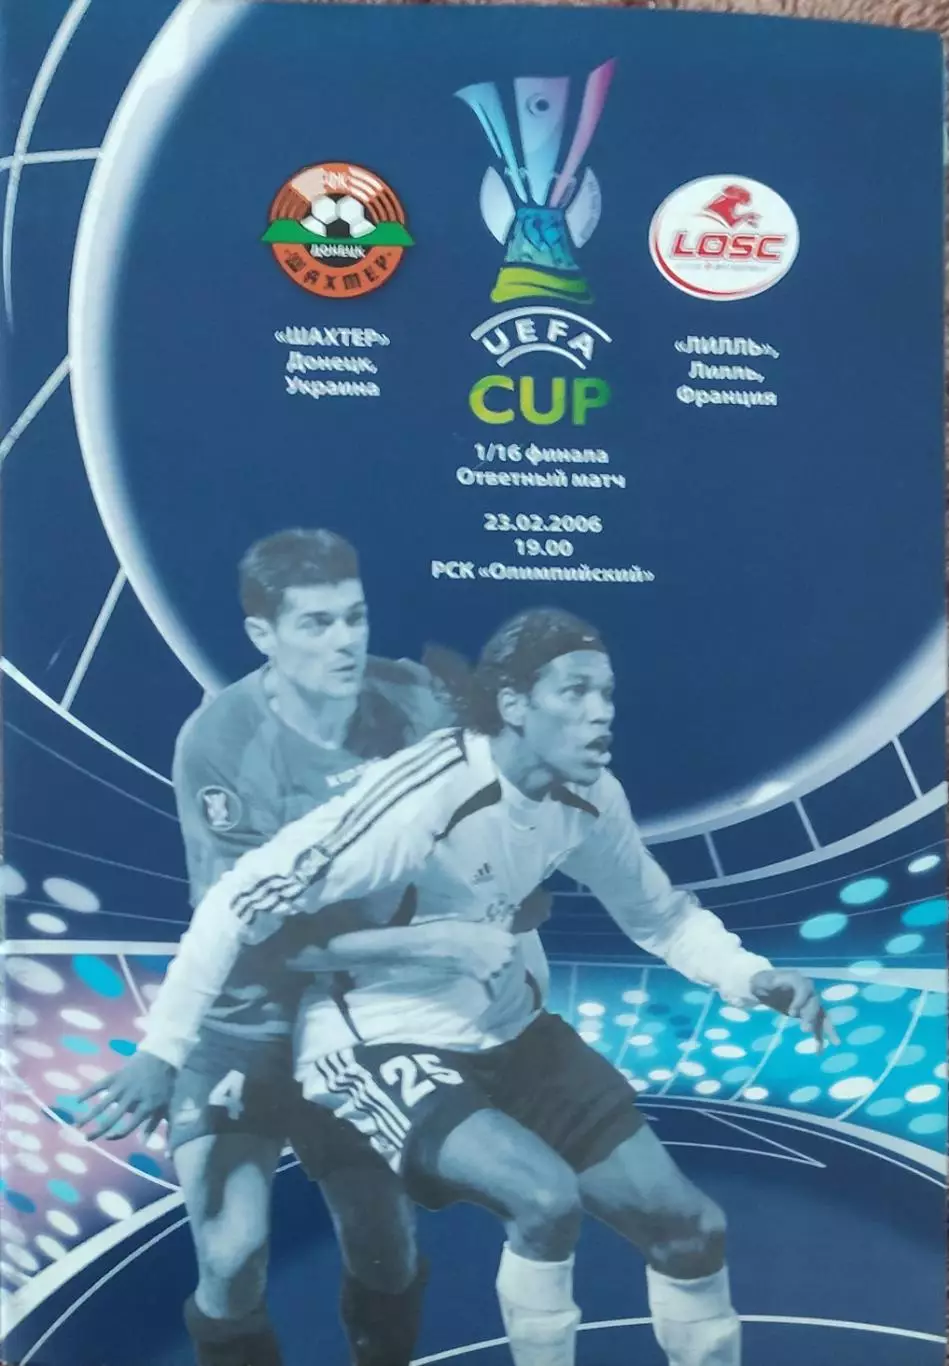 ФК
ДОНЕЦК
ШАХТЕР
LOSC
UEFA
CUP
«ШАХТЕР»
Донецк,
Украина
«ЛИЛЛЬ»,
Лилль,
Франция
1/16 финала
Ответный матч
23.02.2006
19.00
РСК «Олимпийский»
4
25